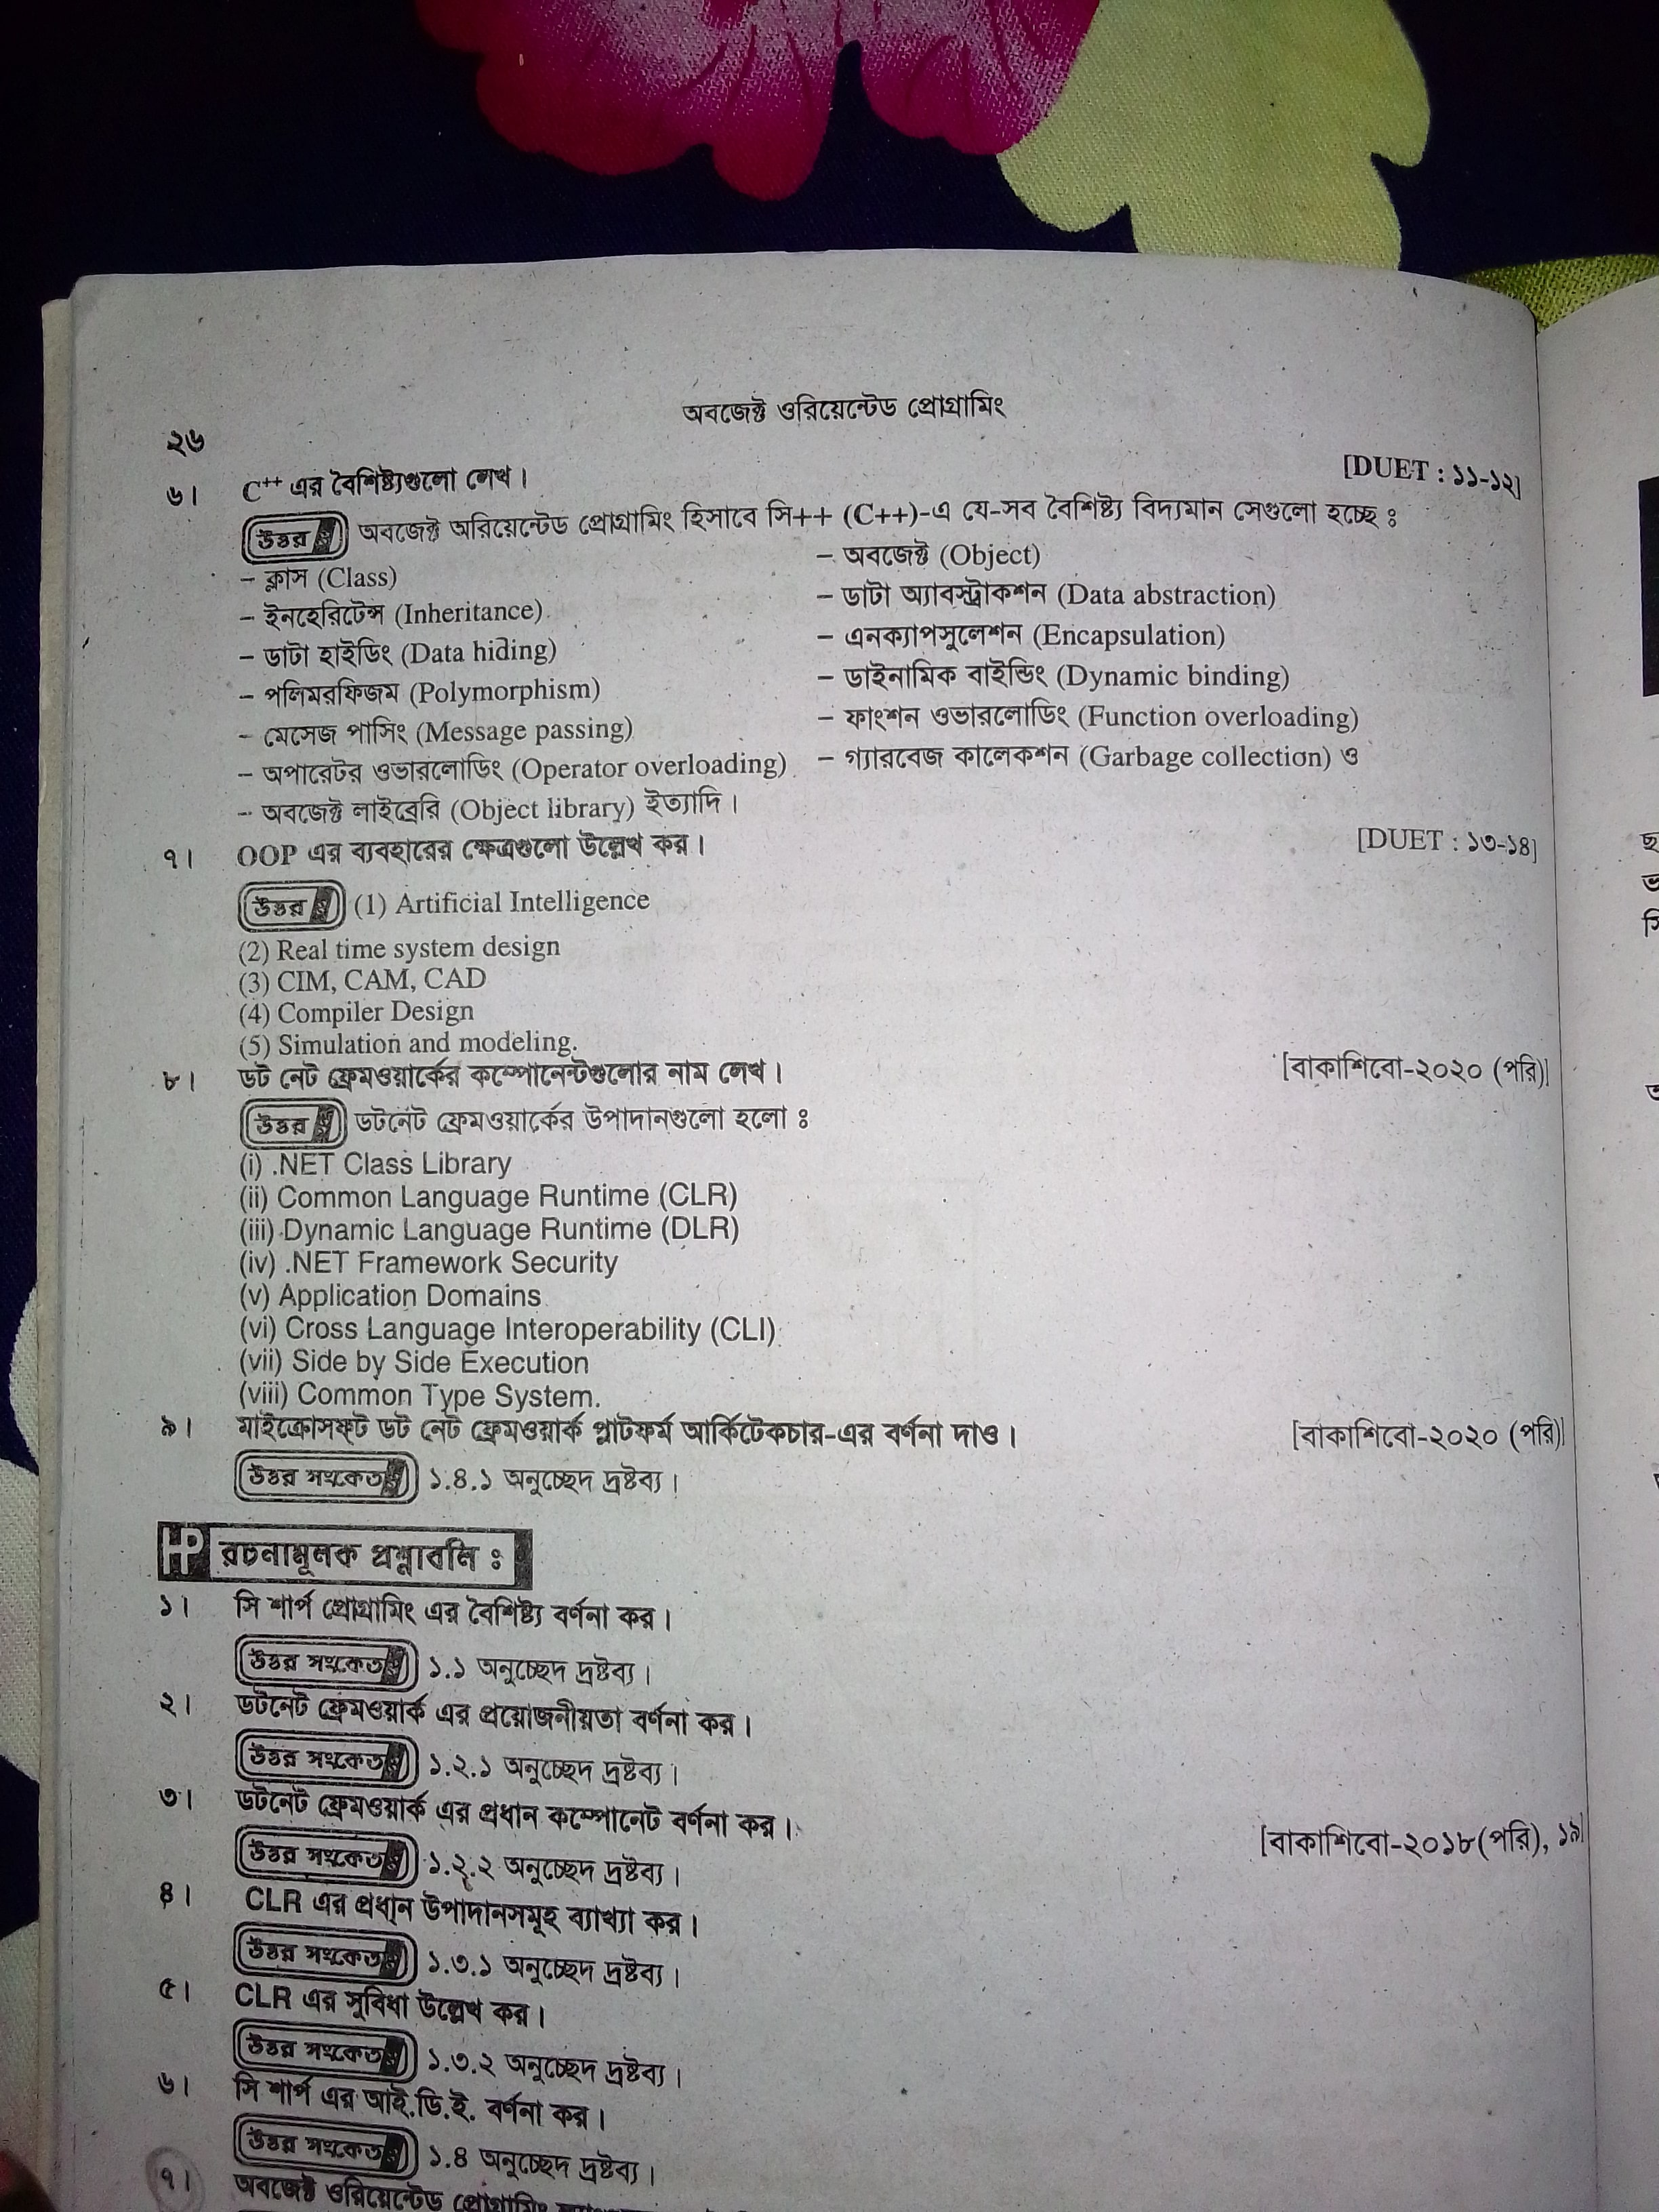 অবজেক্ট ওরিয়েন্টেড প্রোগ্রামিং
২৬
৬। C++ এর বৈশিষ্ট্যগুলো লেখ। [DUET : ১১-১২]
উত্তর অবজেক্ট অরিয়েন্টেড প্রোগ্রামিং হিসাবে সি++ (C++)-এ যে-সব বৈশিষ্ট্য বিদ্যমান সেগুলো হচ্ছে ঃ
– ক্লাস (Class) – অবজেক্ট (Object)
– ইনহেরিটেন্স (Inheritance) – ডাটা অ্যাবস্ট্রাকশন (Data abstraction)
– ডাটা হাইডিং (Data hiding) – এনক্যাপসুলেশন (Encapsulation)
– পলিমরফিজম (Polymorphism) – ডাইনামিক বাইন্ডিং (Dynamic binding)
– মেসেজ পাসিং (Message passing) – ফাংশন ওভারলোডিং (Function overloading)
– অপারেটর ওভারলোডিং (Operator overloading) – গ্যারবেজ কালেকশন (Garbage collection) ও
– অবজেক্ট লাইব্রেরি (Object library) ইত্যাদি।
৭। OOP এর ব্যবহারের ক্ষেত্রগুলো উল্লেখ কর। [DUET : ১৩-১৪]
উত্তর (1) Artificial Intelligence
(2) Real time system design
(3) CIM, CAM, CAD
(4) Compiler Design
(5) Simulation and modeling.
৮। ডট নেট ফ্রেমওয়ার্কের কম্পোনেন্টগুলোর নাম লেখ। [বাকাশিবো-২০২০ (পরি)]
উত্তর ডটনেট ফ্রেমওয়ার্কের উপাদানগুলো হলো ঃ
(i) .NET Class Library
(ii) Common Language Runtime (CLR)
(iii) Dynamic Language Runtime (DLR)
(iv) .NET Framework Security
(v) Application Domains
(vi) Cross Language Interoperability (CLI)
(vii) Side by Side Execution
(viii) Common Type System.
৯। মাইক্রোসফ্‌ট ডট নেট ফ্রেমওয়ার্ক প্লাটফর্ম আর্কিটেকচার-এর বর্ণনা দাও। [বাকাশিবো-২০২০ (পরি)]
উত্তর সংকেত ১.৪.১ অনুচ্ছেদ দ্রষ্টব্য।
HP রচনামূলক প্রশ্নাবলি ঃ
১। সি শার্প প্রোগ্রামিং এর বৈশিষ্ট্য বর্ণনা কর।
উত্তর সংকেত ১.১ অনুচ্ছেদ দ্রষ্টব্য।
২। ডটনেট ফ্রেমওয়ার্ক এর প্রয়োজনীয়তা বর্ণনা কর।
উত্তর সংকেত ১.২.১ অনুচ্ছেদ দ্রষ্টব্য।
৩। ডটনেট ফ্রেমওয়ার্ক এর প্রধান কম্পোনেট বর্ণনা কর। [বাকাশিবো-২০১৮(পরি), ১৯]
উত্তর সংকেত ১.২.২ অনুচ্ছেদ দ্রষ্টব্য।
৪। CLR এর প্রধান উপাদানসমূহ ব্যাখ্যা কর।
উত্তর সংকেত ১.৩.১ অনুচ্ছেদ দ্রষ্টব্য।
৫। CLR এর সুবিধা উল্লেখ কর।
উত্তর সংকেত ১.৩.২ অনুচ্ছেদ দ্রষ্টব্য।
৬। সি শার্প এর আই.ডি.ই. বর্ণনা কর।
উত্তর সংকেত ১.৪ অনুচ্ছেদ দ্রষ্টব্য।
৭। অবজেক্ট ওরিয়েন্টেড প্রোগ্রামিং